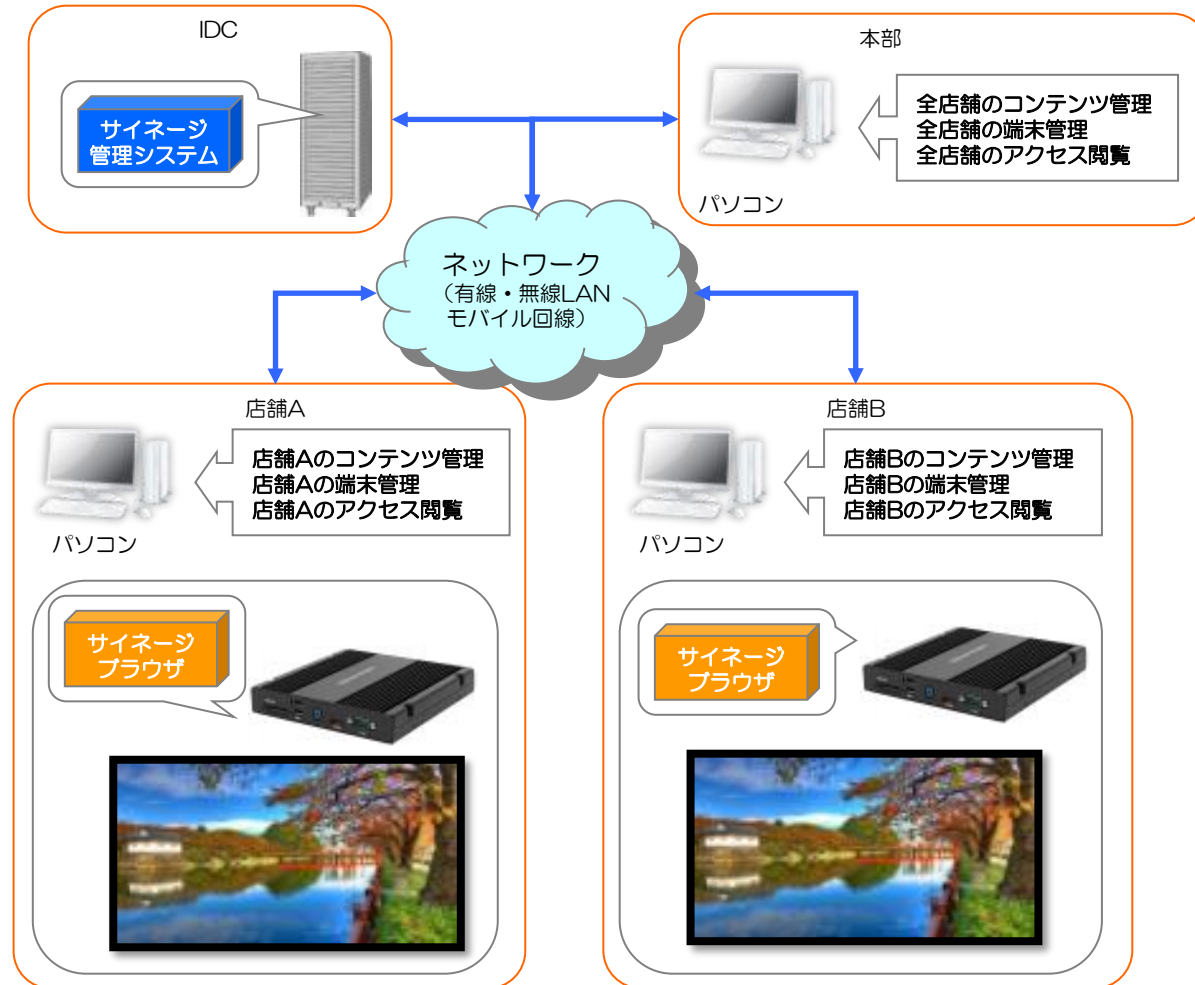 IDC
サイネージ
管理システム
本部
全店舗のコンテンツ管理
全店舗の端末管理
全店舗のアクセス閲覧
パソコン
ネットワーク
（有線・無線LAN
モバイル回線）
店舗A
店舗Aのコンテンツ管理
店舗Aの端末管理
店舗Aのアクセス閲覧
パソコン
サイネージ
ブラウザ
店舗B
店舗Bのコンテンツ管理
店舗Bの端末管理
店舗Bのアクセス閲覧
パソコン
サイネージ
ブラウザ